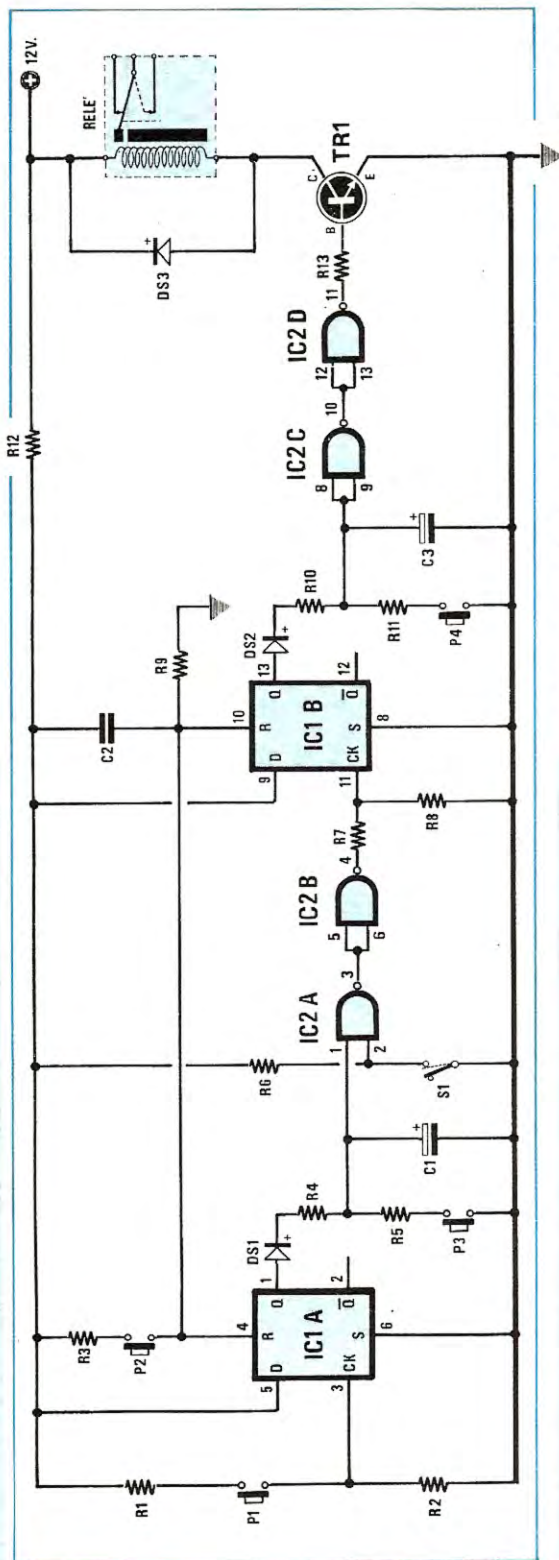 12V.
RELE'
DS3
C
TR1
B
E
R12
R13
11
IC2 D
12
13
10
IC2 C
8
9
C3
R10
R11
P4
DS2
R9
C2
13
12
Q
Q̅
10
R
IC1 B
9
D
S
8
CK
11
R7
R8
4
IC2 B
5
6
3
IC2 A
1
2
R6
S1
C1
R4
R5
P3
DS1
1
2
Q
Q̅
R3
P2
4
R
IC1 A
5
D
S
6
CK
3
R1
P1
R2